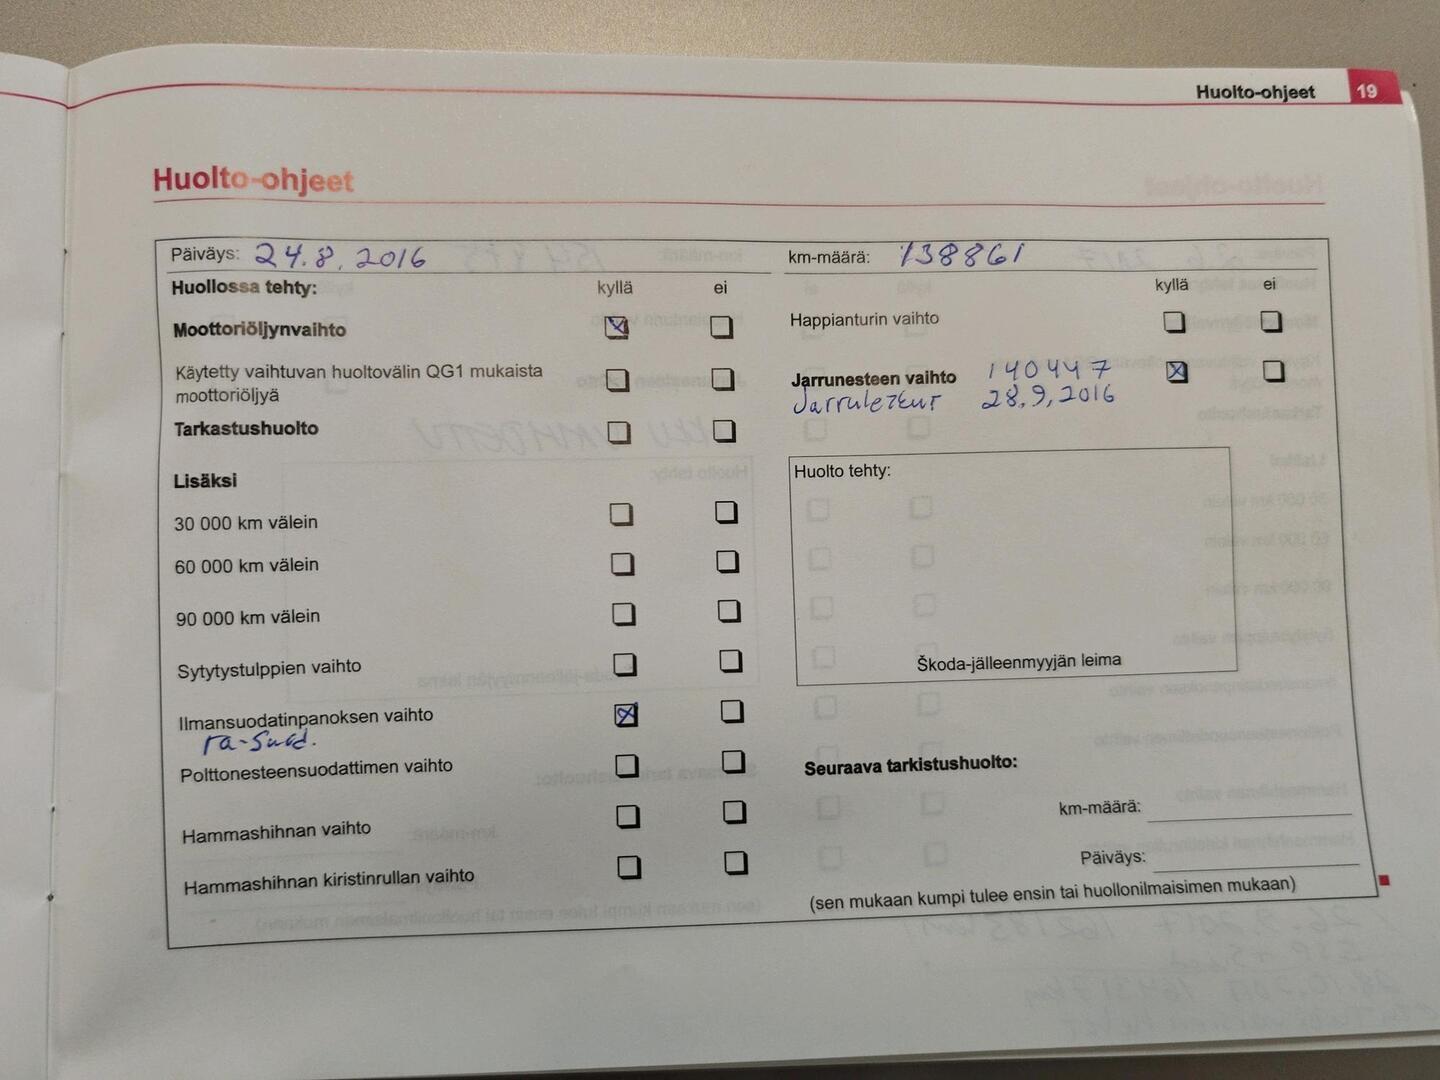 Huolto-ohjeet 19
Huolto-ohjeet
Päiväys: 24.8.2016
km-määrä: 138861
Huollossa tehty: kyllä ei
Moottoriöljynvaihto
Käytetty vaihtuvan huoltovälin QG1 mukaista
moottoriöljyä
Tarkastushuolto
Lisäksi
30 000 km välein
60 000 km välein
90 000 km välein
Sytytystulppien vaihto
Ilmansuodatinpanoksen vaihto
ra-suod.
Polttonesteensuodattimen vaihto
Hammashihnan vaihto
Hammashihnan kiristinrullan vaihto
kyllä ei
Happianturin vaihto
Jarrunesteen vaihto 140447
28.9.2016
Huolto tehty:
Škoda-jälleenmyyjän leima
Seuraava tarkistushuolto:
km-määrä:
Päiväys:
(sen mukaan kumpi tulee ensin tai huollonilmaisimen mukaan)